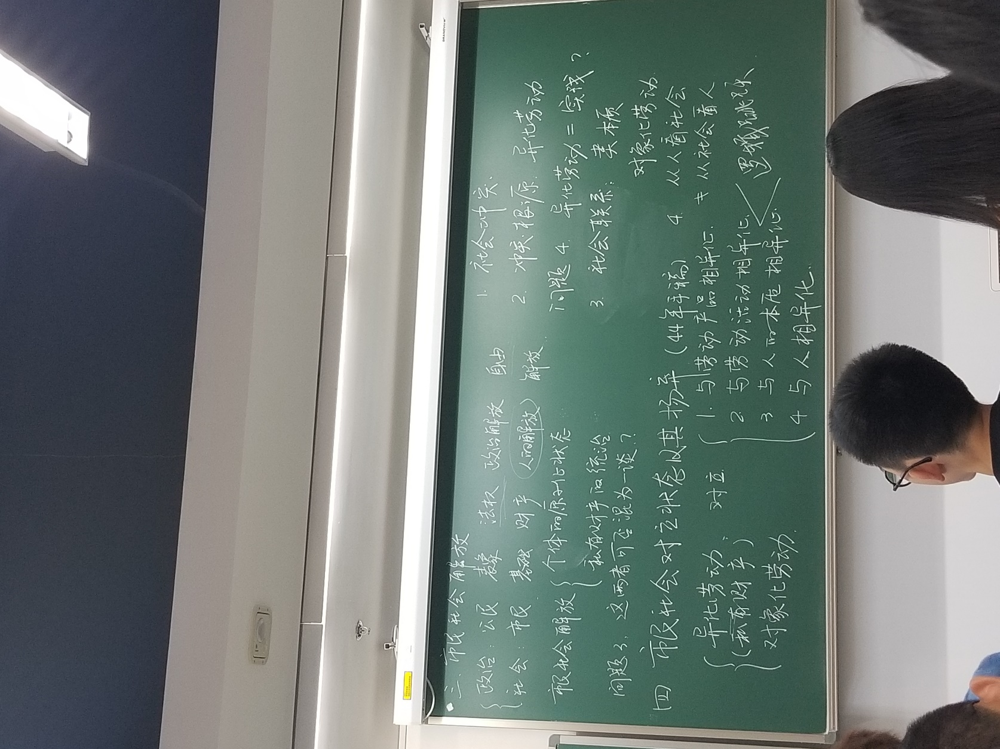 三. 市民社会解放
政治: 公民 表象 法权 政治解放 自由
社会: 市民. 基础 财产 人的解放 解放.
市民社会解放 个体的原子化状态
私有财产的统治
问题3. 这两者可否混为一谈?
1. 社会冲突.
2. 冲突根源. 异化劳动
问题4. 异化劳动=实践?
3. 社会联系: 类本质
对象化劳动.
四 市民社会对立状态及其扬弃 (44年手稿)
4. 从人看社会
从社会看人
异化劳动: 对立
(私有财产)
对象化劳动.
1. 与劳动产品相异化.
2 与劳动活动相异化.
3 与人的本质相异化.
4 与人相异化.
逻辑跳跃
GRANDVIEW